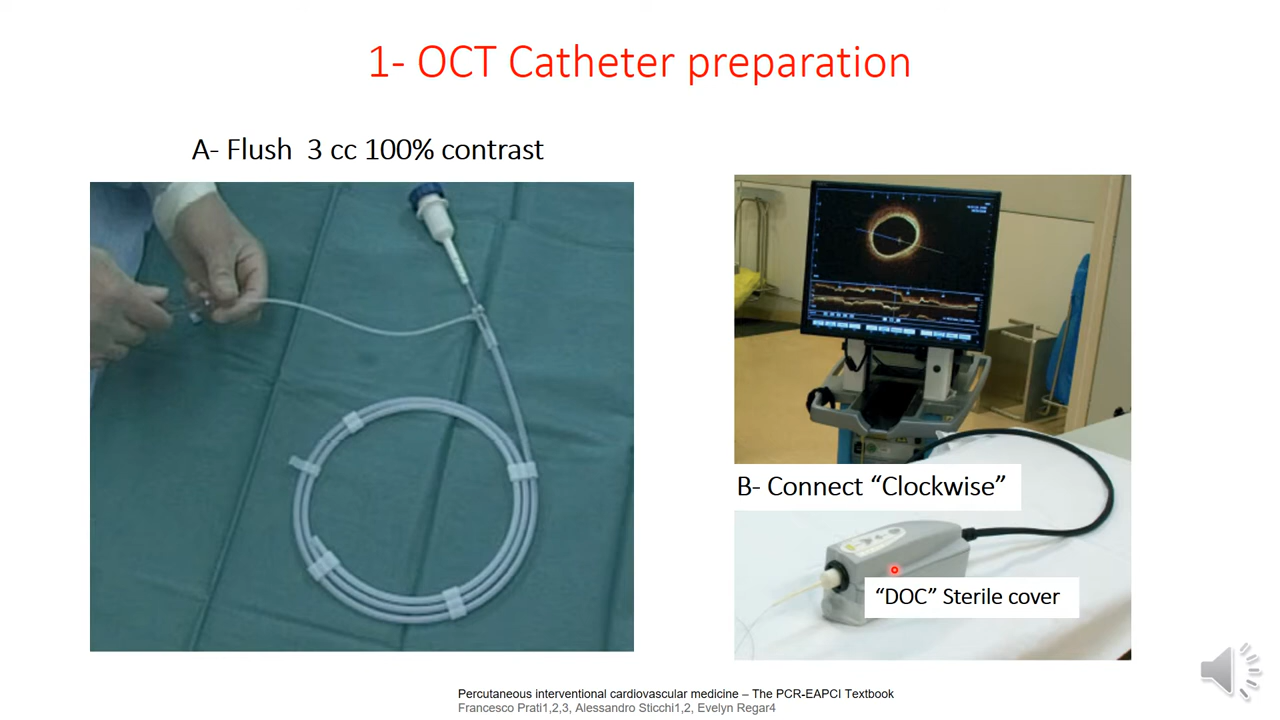 1- OCT Catheter preparation
A- Flush 3 cc 100% contrast
B- Connect “Clockwise”
“DOC” Sterile cover
Percutaneous interventional cardiovascular medicine – The PCR-EAPCI Textbook
Francesco Prati1,2,3, Alessandro Sticchi1,2, Evelyn Regar4